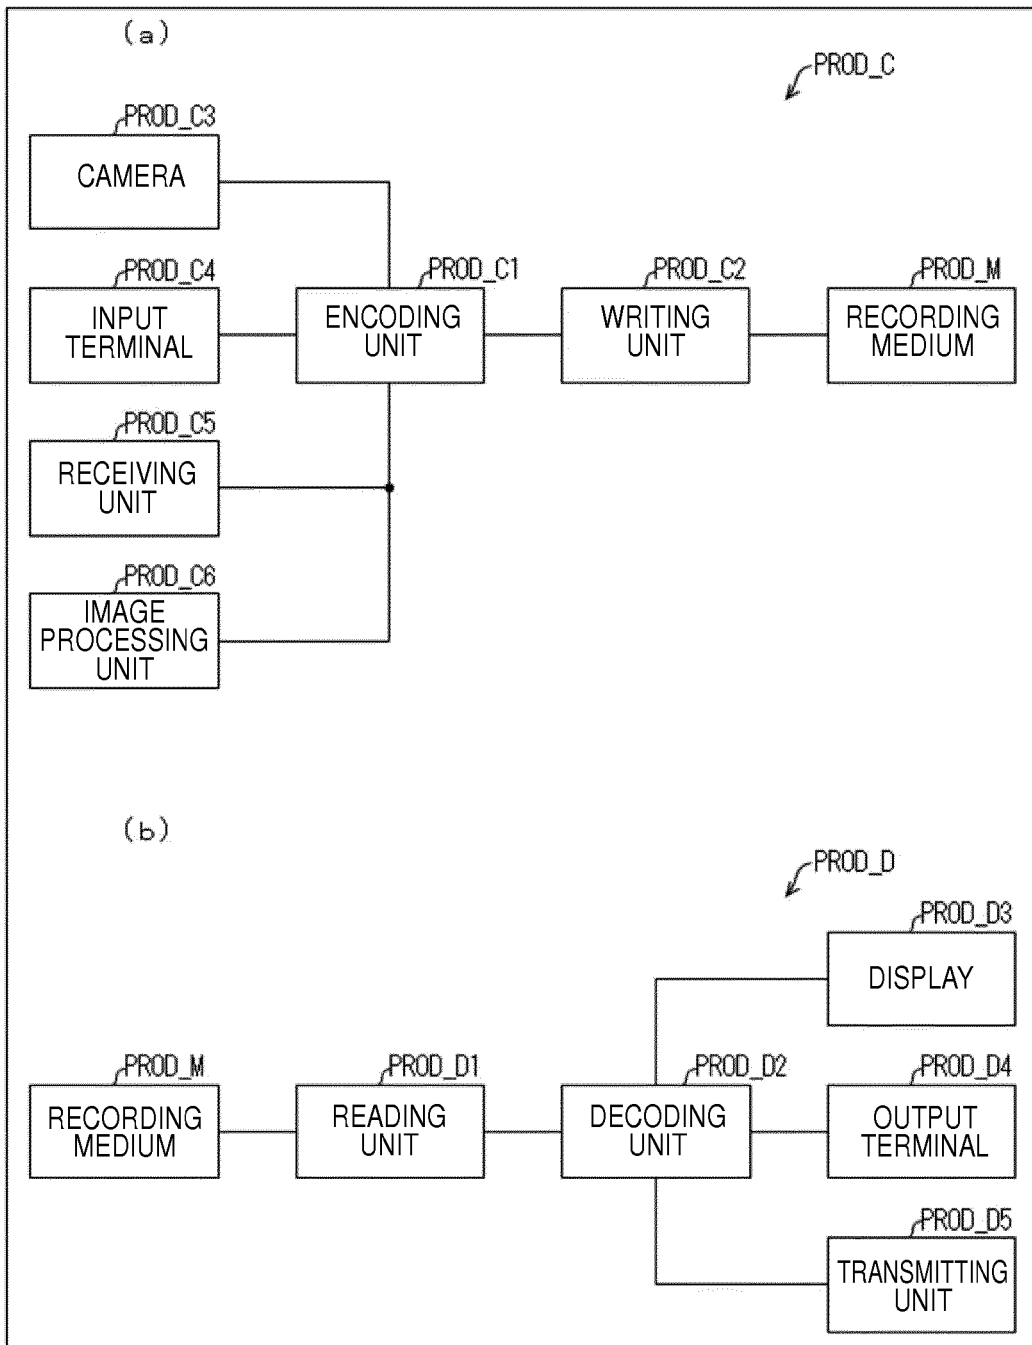 (a)
PROD_C
PROD_C3
CAMERA
PROD_C4
INPUT
TERMINAL
PROD_C1
ENCODING
UNIT
PROD_C2
WRITING
UNIT
PROD_M
RECORDING
MEDIUM
PROD_C5
RECEIVING
UNIT
PROD_C6
IMAGE
PROCESSING
UNIT
(b)
PROD_D
PROD_D3
DISPLAY
PROD_M
RECORDING
MEDIUM
PROD_D1
READING
UNIT
PROD_D2
DECODING
UNIT
PROD_D4
OUTPUT
TERMINAL
PROD_D5
TRANSMITTING
UNIT